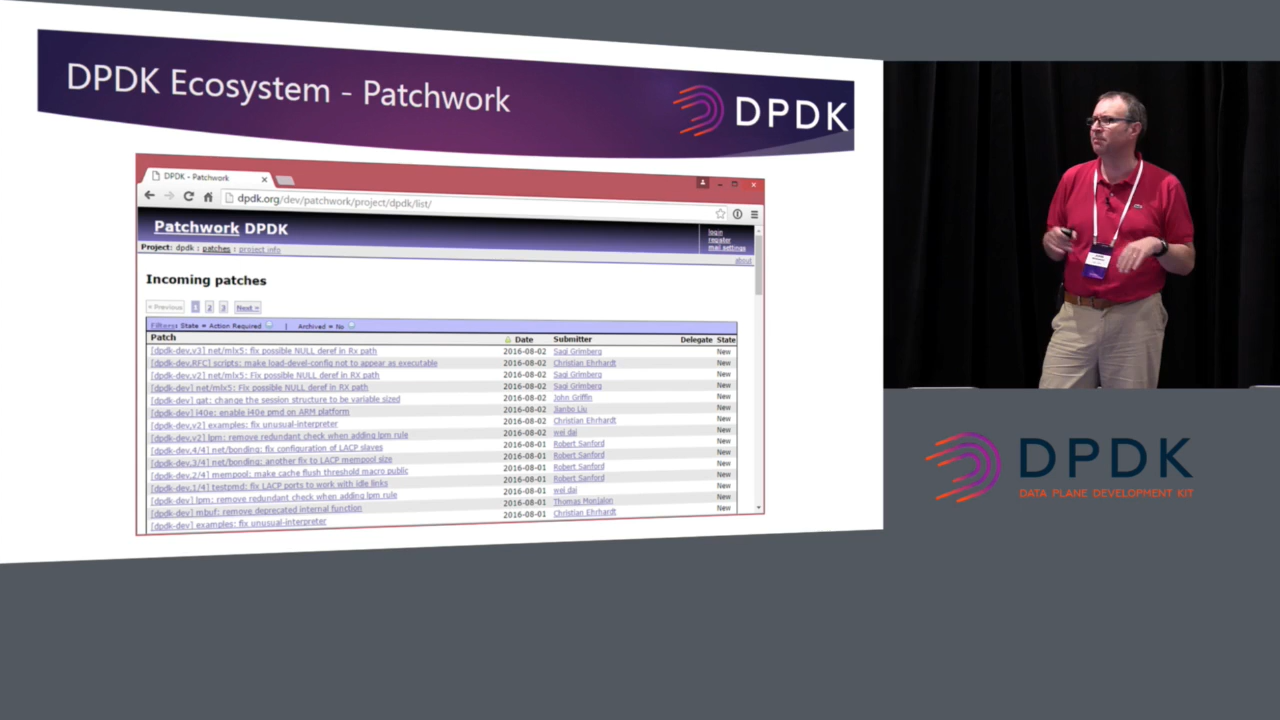 DPDK Ecosystem - Patchwork
DPDK
DPDK - Patchwork
dpdk.org/dev/patchwork/project/dpdk/list/
Patchwork DPDK
login
register
mail settings
Project: dpdk : patches : project info
about
Incoming patches
« Previous 1 2 3 Next »
Filters: State = Action Required | Archived = No
Patch Date Submitter Delegate State
[dpdk-dev,v3] net/mlx5: fix possible NULL deref in Rx path 2016-08-02 Sagi Grimberg New
[dpdk-dev,RFC] scripts: make load-devel-config not to appear as executable 2016-08-02 Christian Ehrhardt New
[dpdk-dev,v2] net/mlx5: Fix possible NULL deref in RX path 2016-08-02 Sagi Grimberg New
[dpdk-dev] net/mlx5: Fix possible NULL deref in RX path 2016-08-02 Sagi Grimberg New
[dpdk-dev] qat: change the session structure to be variable sized 2016-08-02 John Griffin New
[dpdk-dev] i40e: enable i40e pmd on ARM platform 2016-08-02 Jianbo Liu New
[dpdk-dev,v2] examples: fix unusual-interpreter 2016-08-02 Christian Ehrhardt New
[dpdk-dev,v2] lpm: remove redundant check when adding lpm rule 2016-08-02 wei dai New
[dpdk-dev,4/4] net/bonding: fix configuration of LACP slaves 2016-08-01 Robert Sanford New
[dpdk-dev,3/4] net/bonding: another fix to LACP mempool size 2016-08-01 Robert Sanford New
[dpdk-dev,2/4] mempool: make cache flush threshold macro public 2016-08-01 Robert Sanford New
[dpdk-dev,1/4] testpmd: fix LACP ports to work with idle links 2016-08-01 Robert Sanford New
[dpdk-dev] lpm: remove redundant check when adding lpm rule 2016-08-01 wei dai New
[dpdk-dev] mbuf: remove deprecated internal function 2016-08-01 Thomas Monjalon New
[dpdk-dev] examples: fix unusual-interpreter 2016-08-01 Christian Ehrhardt New
DPDK
DATA PLANE DEVELOPMENT KIT